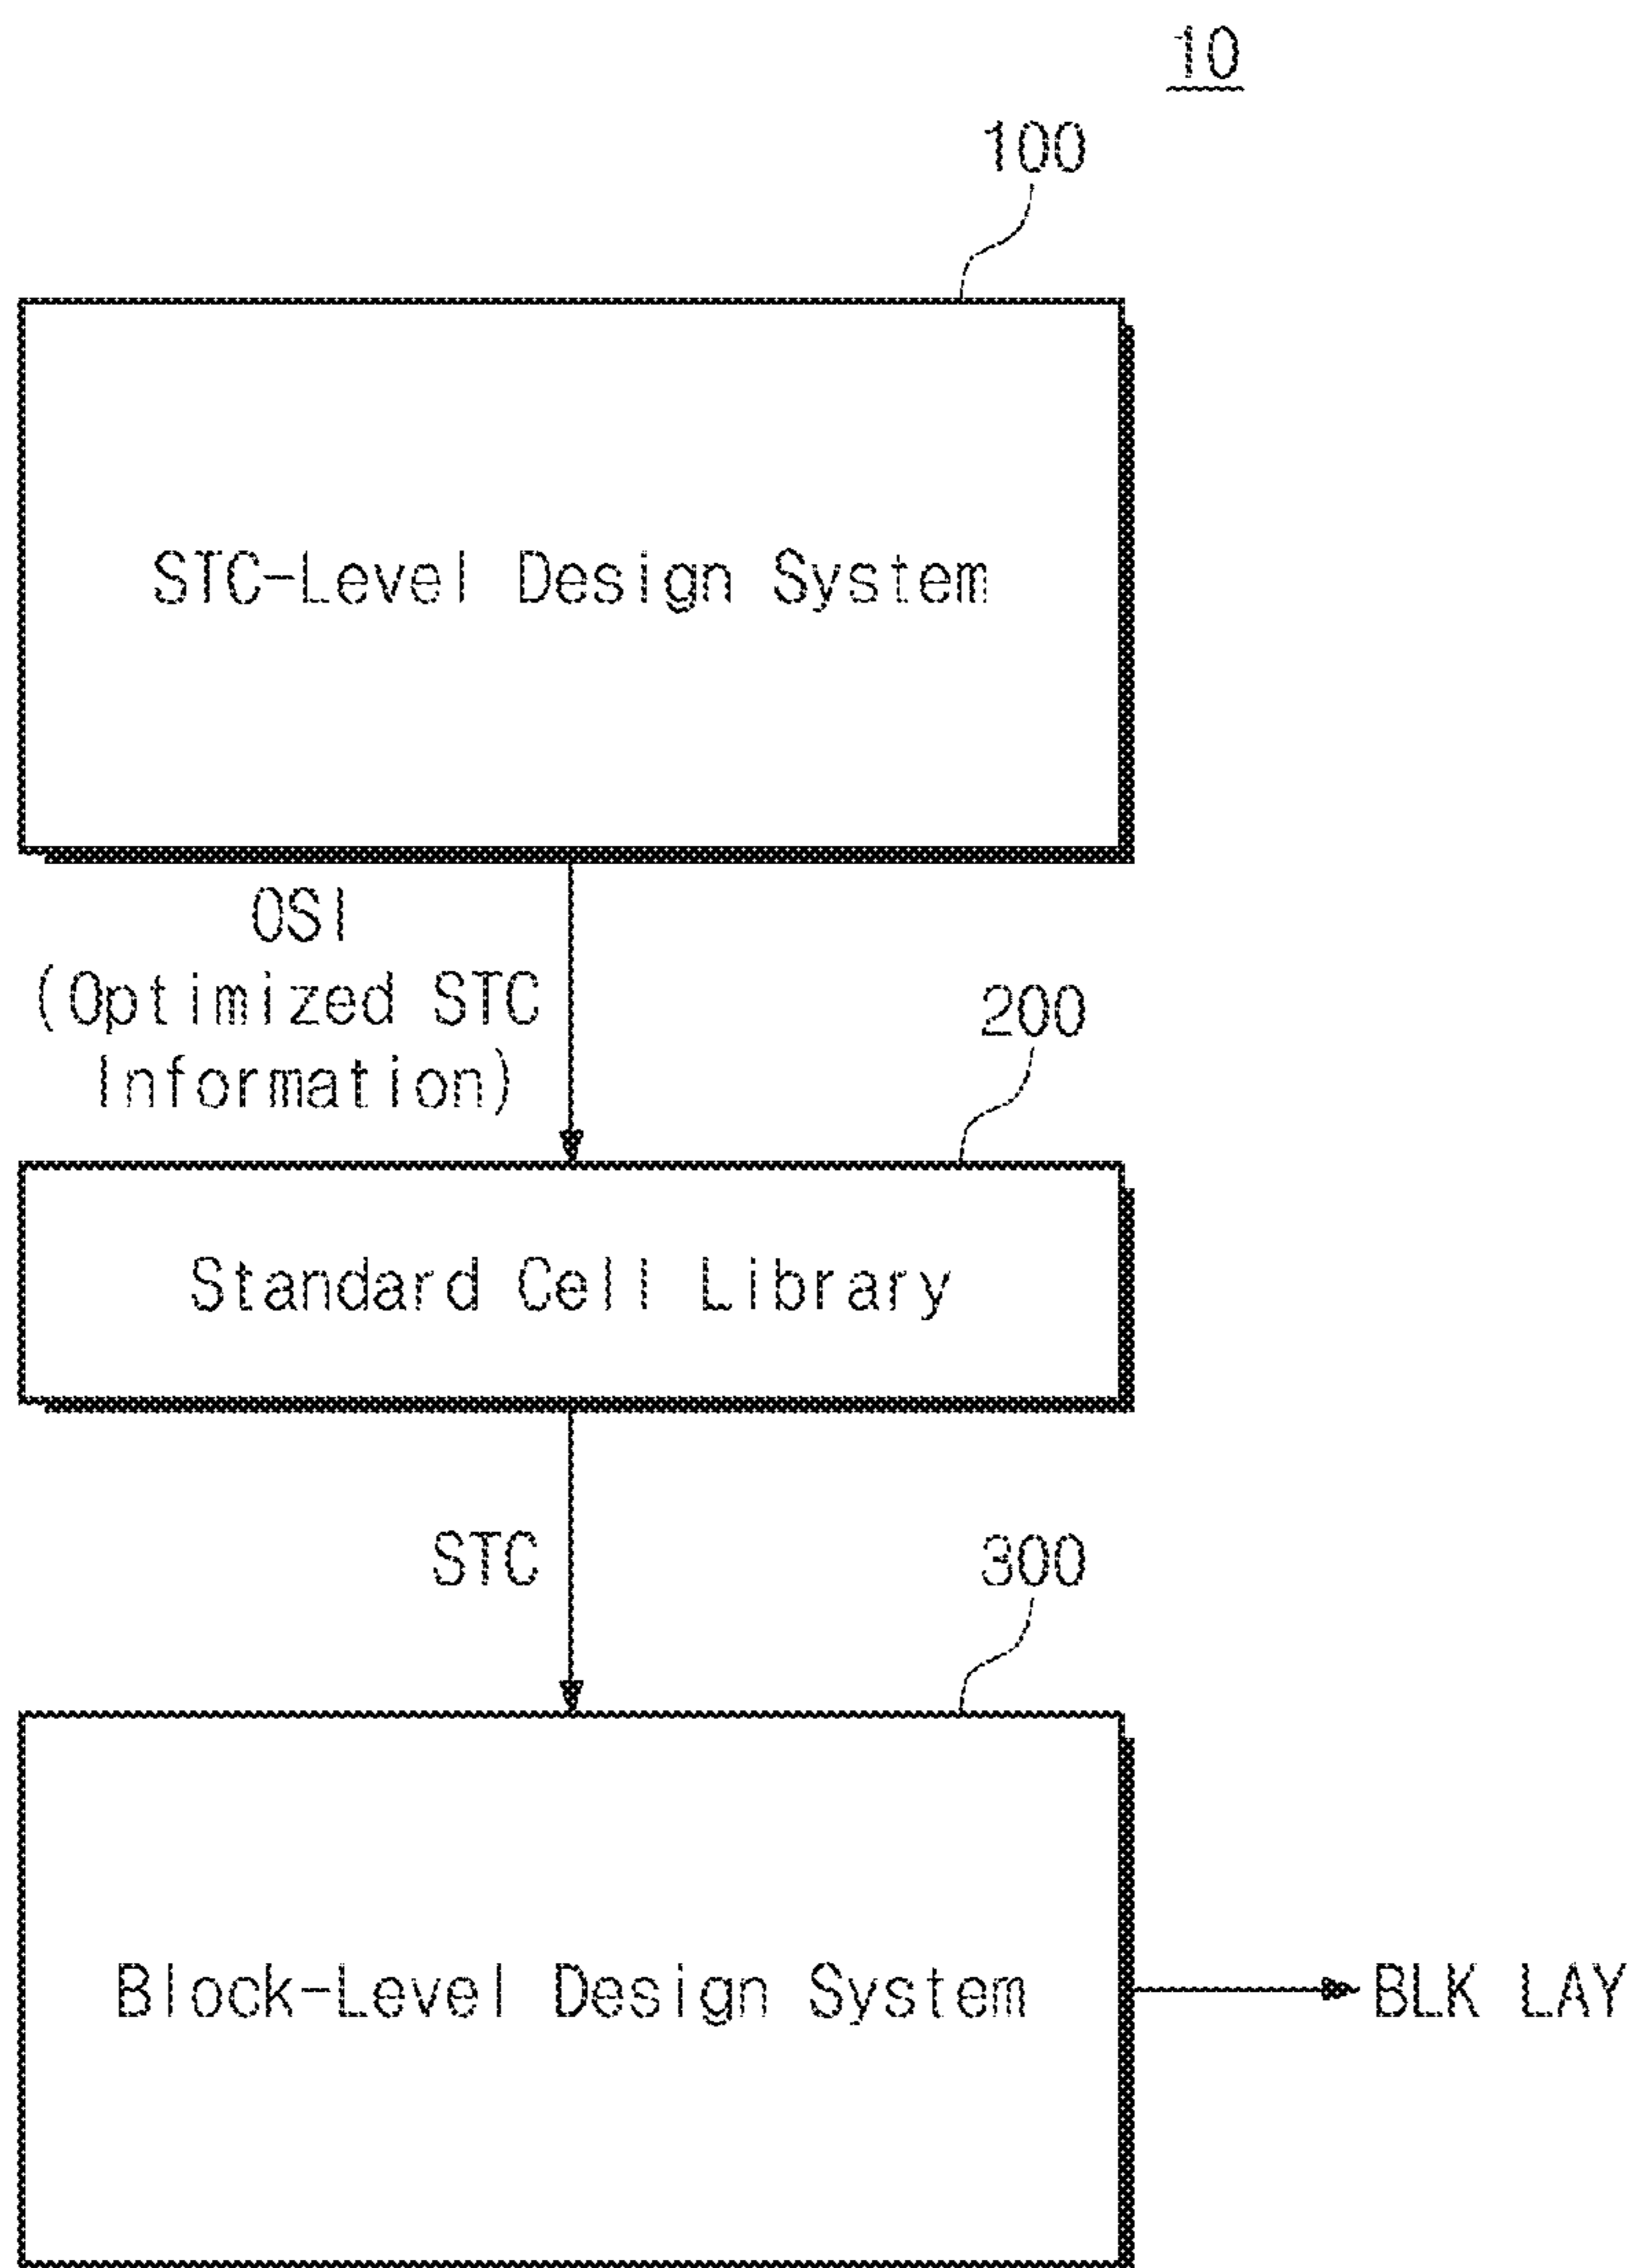 10
100
STC-Level Design System
OSI
(Optimized STC
Information)
200
Standard Cell Library
STC
300
Block-Level Design System
BLK LAY